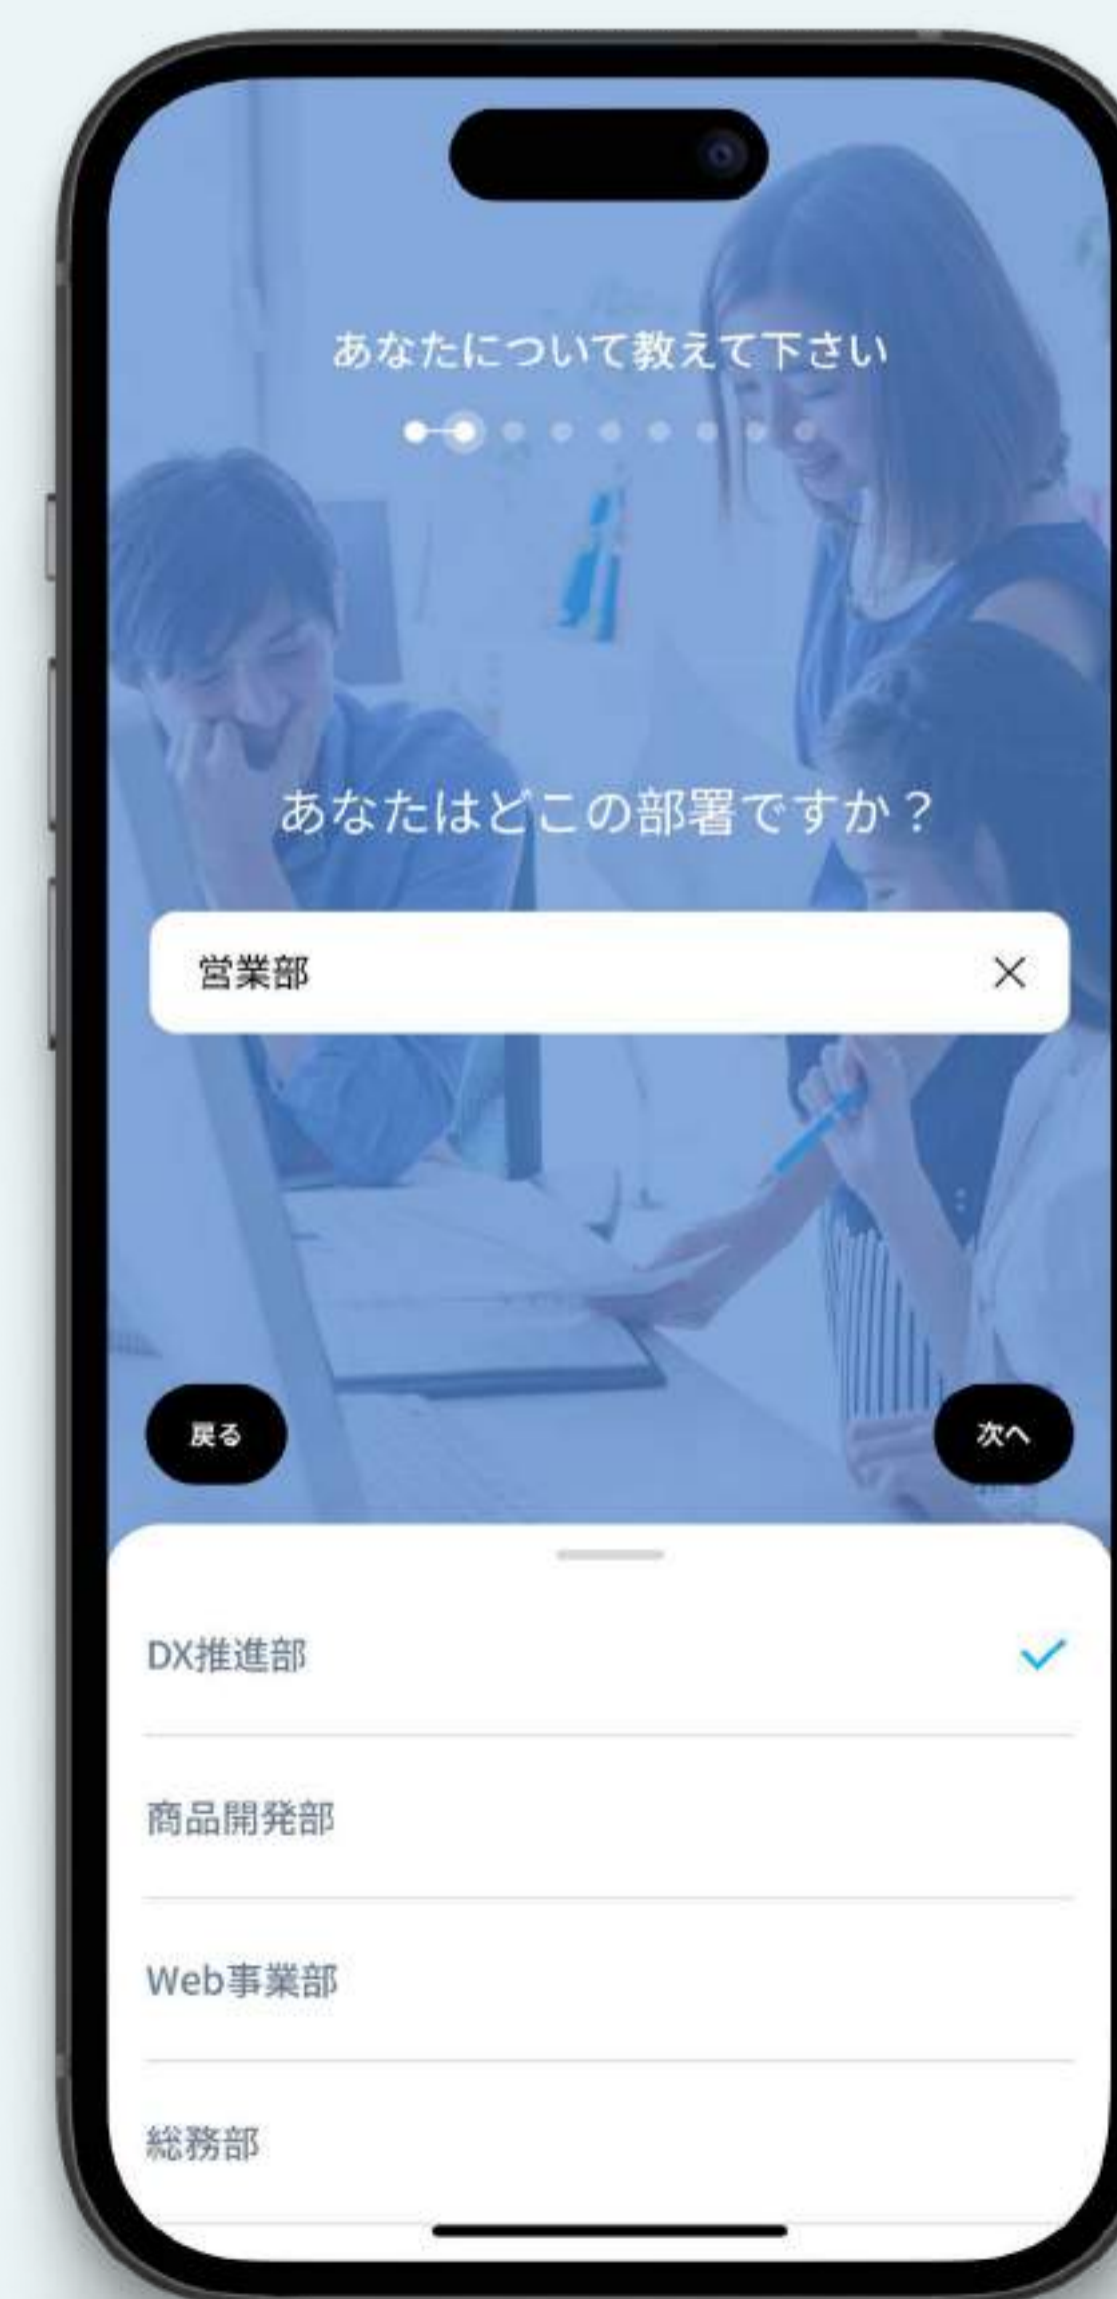 あなたについて教えて下さい
あなたはどこの部署ですか？
営業部
戻る
次へ
DX推進部
商品開発部
Web事業部
総務部